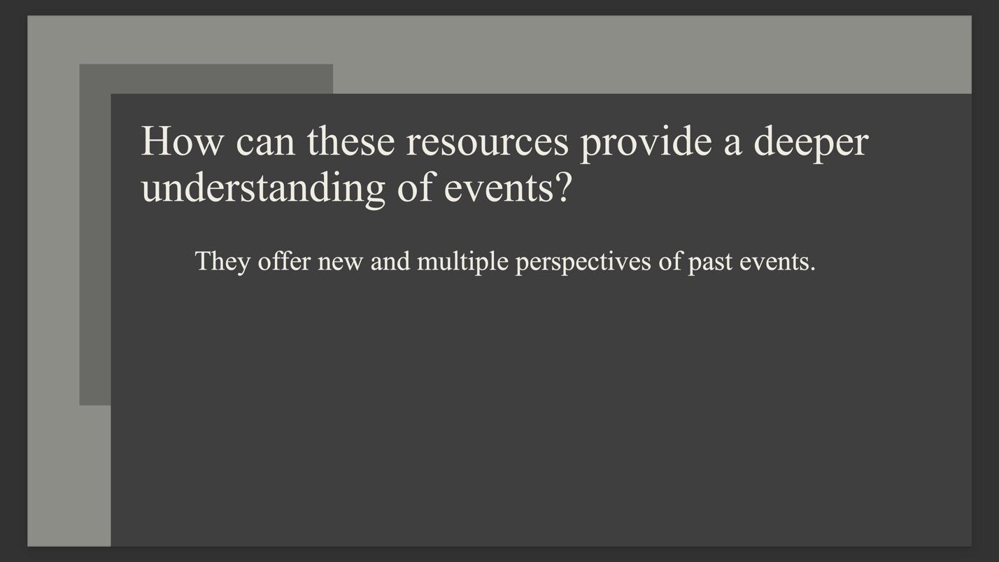 How can these resources provide a deeper
understanding of events?
They offer new and multiple perspectives of past events.